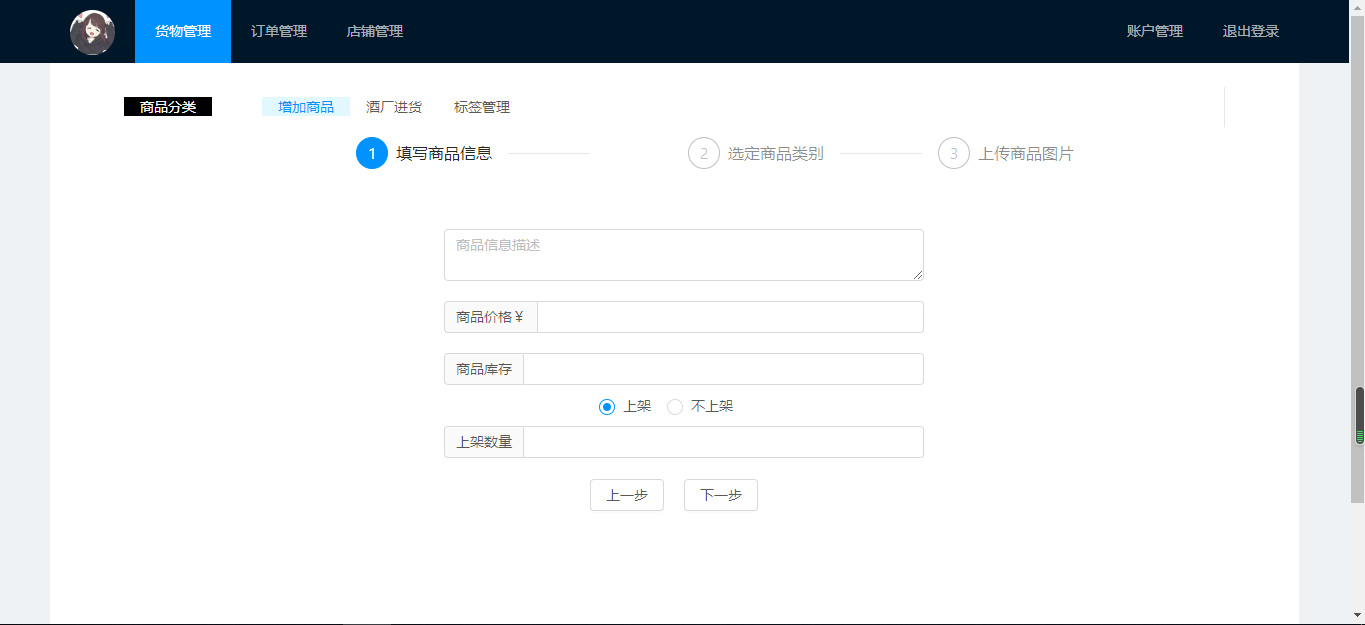 货物管理 订单管理 店铺管理 账户管理 退出登录
商品分类 增加商品 酒厂进货 标签管理
1 填写商品信息 2 选定商品类别 3 上传商品图片
商品信息描述
商品价格￥
商品库存
上架 不上架
上架数量
上一步 下一步